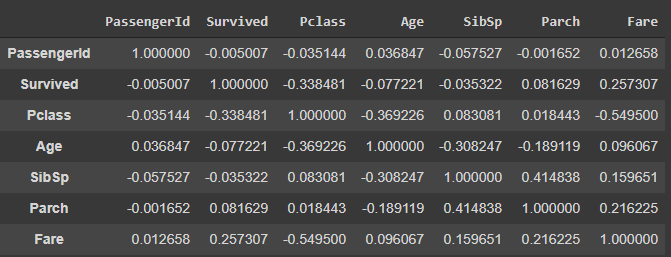 PassengerId Survived Pclass Age SibSp Parch Fare
PassengerId 1.000000 -0.005007 -0.035144 0.036847 -0.057527 -0.001652 0.012658
Survived -0.005007 1.000000 -0.338481 -0.077221 -0.035322 0.081629 0.257307
Pclass -0.035144 -0.338481 1.000000 -0.369226 0.083081 0.018443 -0.549500
Age 0.036847 -0.077221 -0.369226 1.000000 -0.308247 -0.189119 0.096067
SibSp -0.057527 -0.035322 0.083081 -0.308247 1.000000 0.414838 0.159651
Parch -0.001652 0.081629 0.018443 -0.189119 0.414838 1.000000 0.216225
Fare 0.012658 0.257307 -0.549500 0.096067 0.159651 0.216225 1.000000